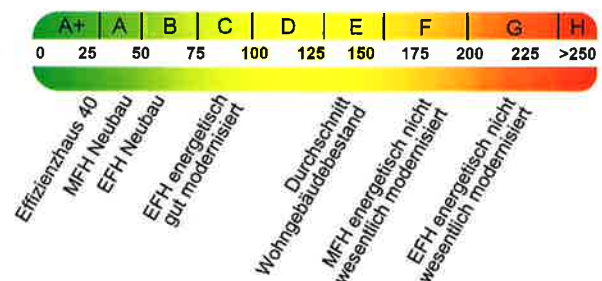 A+ A B C D E F G H
0 25 50 75 100 125 150 175 200 225 >250
Effizienzhaus 40
MFH Neubau
EFH Neubau
EFH energetisch
gut modernisiert
Durchschnitt
Wohngebäudebestand
MFH energetisch nicht
wesentlich modernisiert
EFH energetisch nicht
wesentlich modernisiert